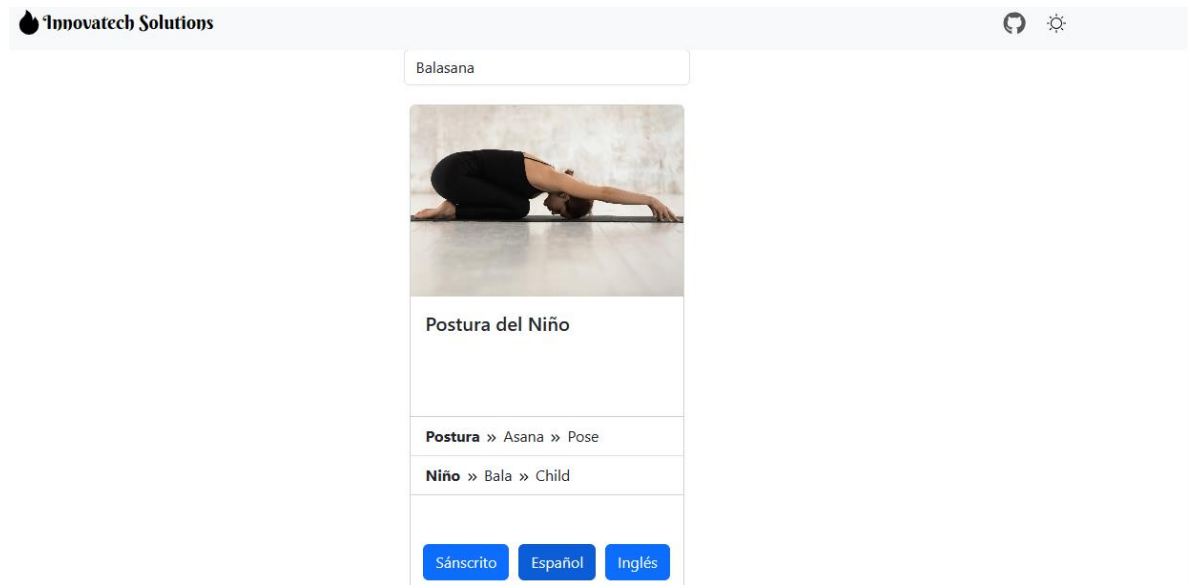 Innovatech Solutions
Balasana
Postura del Niño
Postura » Asana » Pose
Niño » Bala » Child
Sánscrito Español Inglés